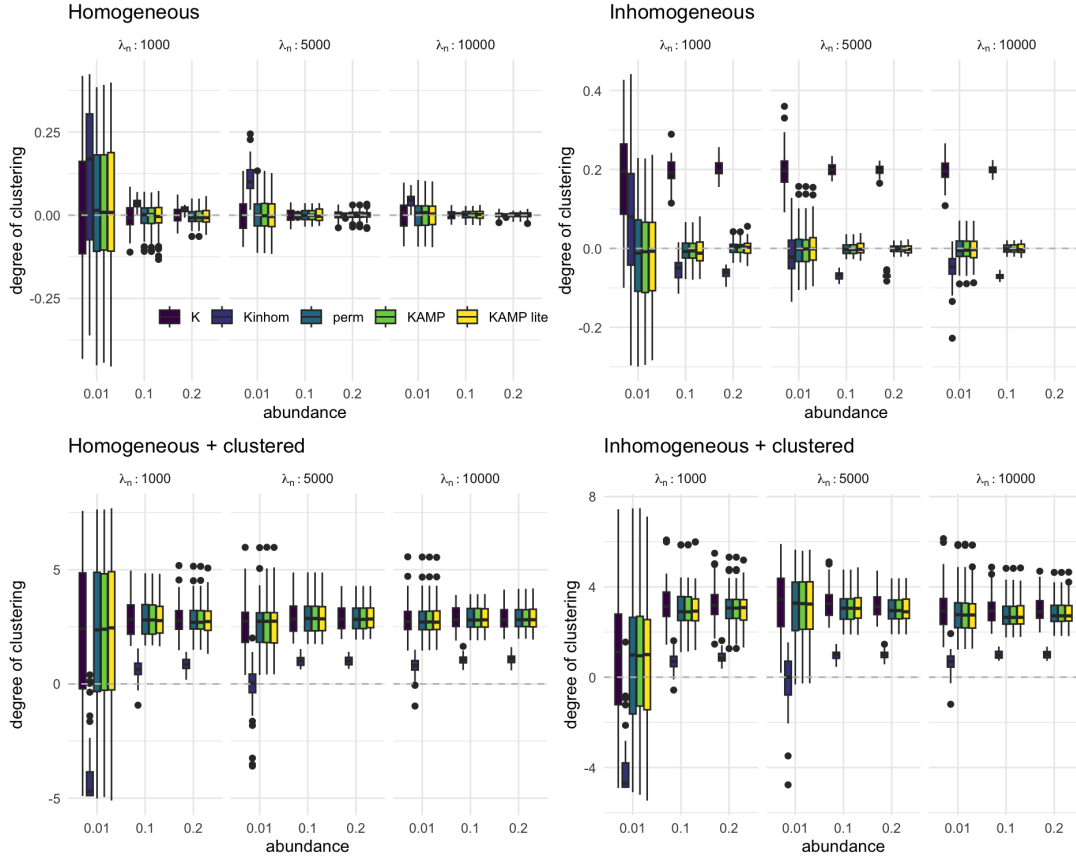 Homogeneous
λn : 1000 λn : 5000 λn : 10000
0.25
0.00
-0.25
degree of clustering
K Kinhom perm KAMP KAMP lite
0.01 0.1 0.2 0.01 0.1 0.2 0.01 0.1 0.2
abundance
Inhomogeneous
λn : 1000 λn : 5000 λn : 10000
0.4
0.2
0.0
-0.2
degree of clustering
0.01 0.1 0.2 0.01 0.1 0.2 0.01 0.1 0.2
abundance
Homogeneous + clustered
λn : 1000 λn : 5000 λn : 10000
5
0
-5
degree of clustering
0.01 0.1 0.2 0.01 0.1 0.2 0.01 0.1 0.2
abundance
Inhomogeneous + clustered
λn : 1000 λn : 5000 λn : 10000
8
4
0
-4
degree of clustering
0.01 0.1 0.2 0.01 0.1 0.2 0.01 0.1 0.2
abundance